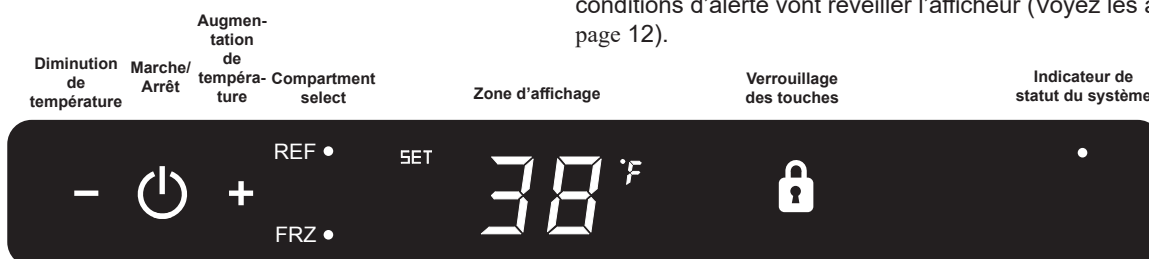 conditions d'alerte vont réveiller l'afficheur (Voyez les
page 12).
Diminution
de
température
Marche/
Arrêt
Augmen-
tation
de
tempéra-
ture
Compartment
select
Zone d'affichage
Verrouillage
des touches
Indicateur de
statut du système
REF
FRZ
SET
38 °F